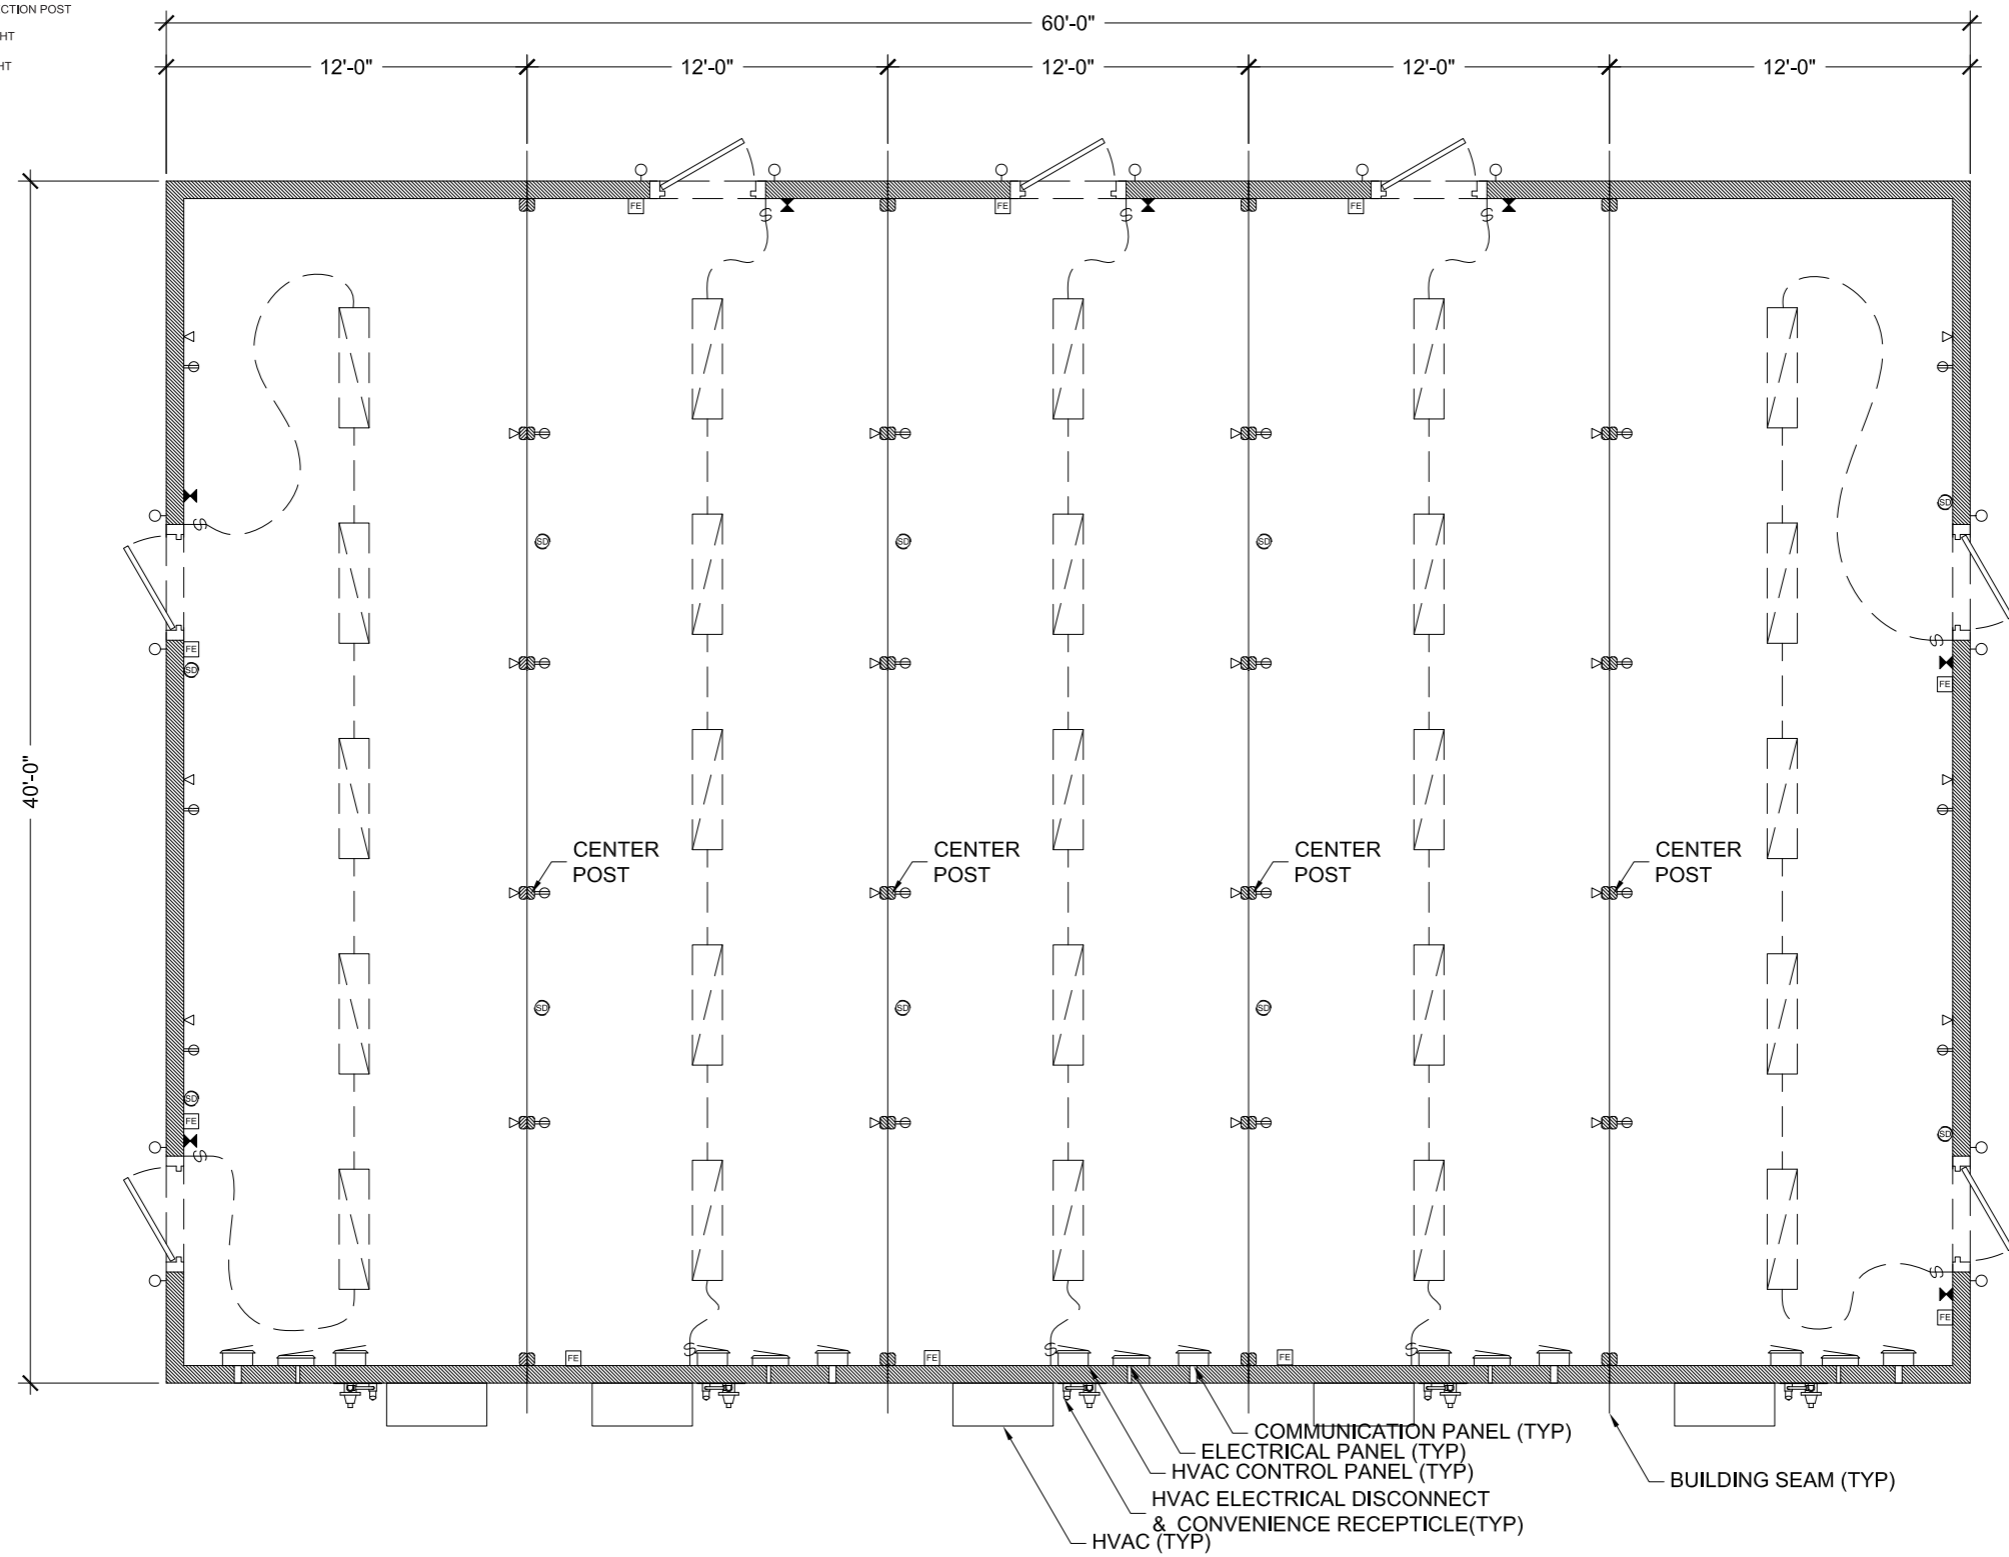 CTION POST
HT
HT
60'-0"
12'-0" 12'-0" 12'-0" 12'-0" 12'-0"
FE FE FE
S S S
SD
S
SD SD SD
S
FE
SD
FE
40'-0"
CENTER CENTER CENTER CENTER
POST POST POST POST
SD SD SD
SD
FE
SD
S
S
FE
S S S
FE FE FE
COMMUNICATION PANEL (TYP)
ELECTRICAL PANEL (TYP)
HVAC CONTROL PANEL (TYP)
BUILDING SEAM (TYP)
HVAC ELECTRICAL DISCONNECT
& CONVENIENCE RECEPTICLE(TYP)
HVAC (TYP)